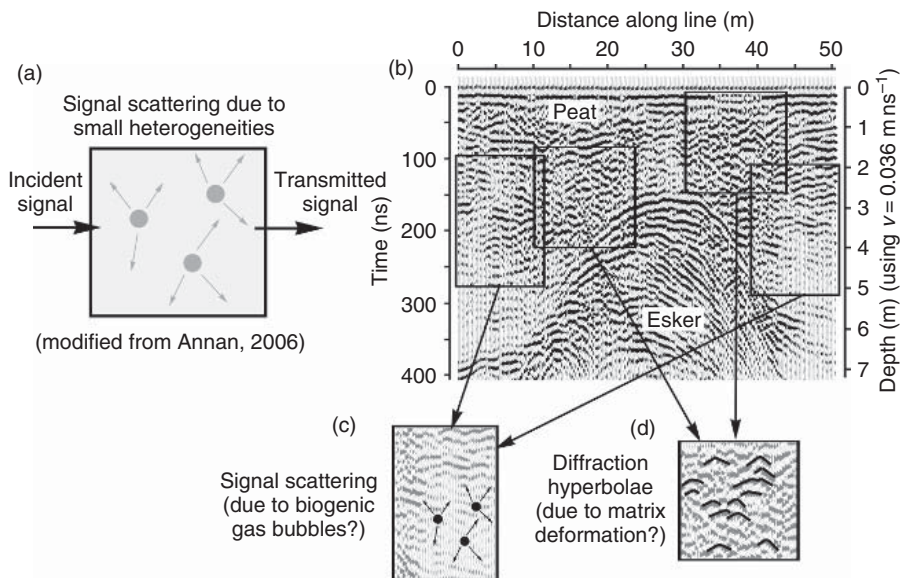 Distance along line (m)
0 10 20 30 40 50
(a)
Signal scattering due to
small heterogeneities
Incident
signal
Transmitted
signal
(modified from Annan, 2006)
(b)
Time (ns)
0
100
200
300
400
Peat
Esker
0
1
2
3
4
5
6
7
Depth (m) (using v = 0.036 m ns⁻¹)
(c)
Signal scattering
(due to biogenic
gas bubbles?)
(d)
Diffraction
hyperbolae
(due to matrix
deformation?)